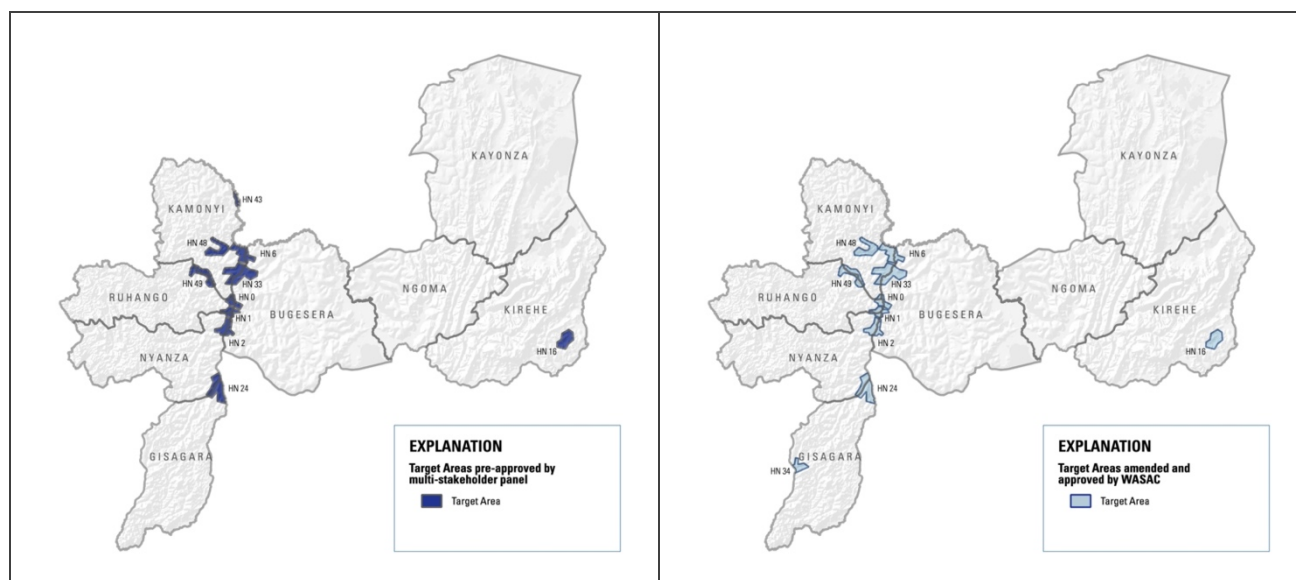 KAYONZA
KAMONYI
HN 43
HN 48
HN 6
HN 33
HN 49
HN 0
RUHANGO
HN 1
BUGESERA
NGOMA
KIREHE
HN 2
HN 16
NYANZA
HN 24
GISAGARA
EXPLANATION
Target Areas pre-approved by
multi-stakeholder panel
Target Area
KAYONZA
KAMONYI
HN 48
HN 6
HN 33
HN 49
HN 0
RUHANGO
HN 1
BUGESERA
NGOMA
KIREHE
HN 2
HN 16
NYANZA
HN 24
GISAGARA
HN 34
EXPLANATION
Target Areas amended and
approved by WASAC
Target Area